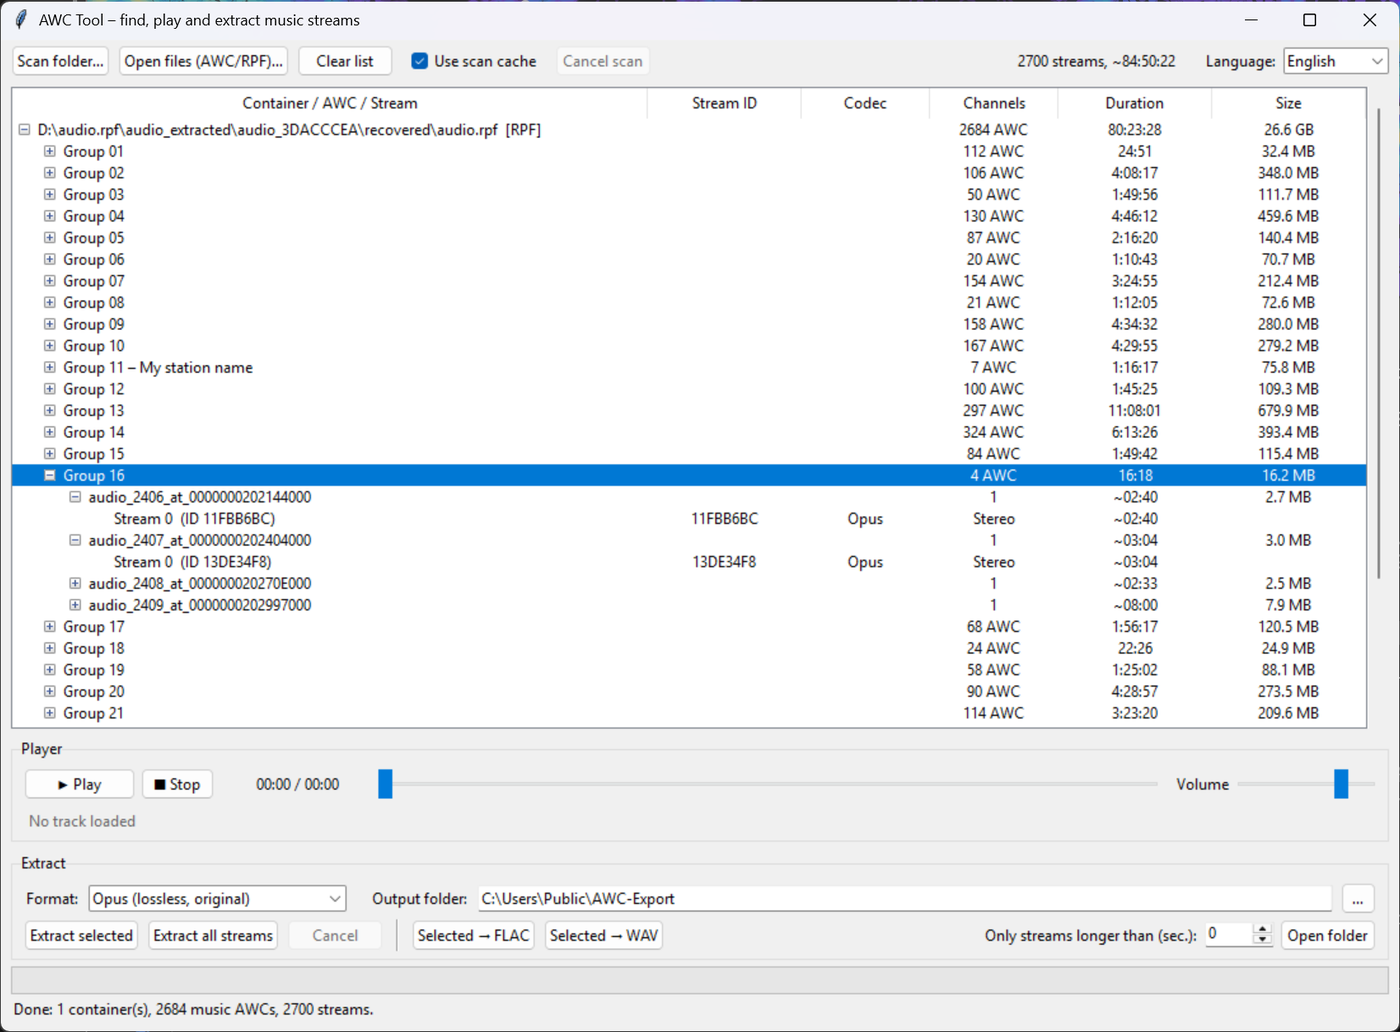 AWC Tool – find, play and extract music streams
Scan folder... Open files (AWC/RPF)... Clear list Use scan cache Cancel scan 2700 streams, ~84:50:22 Language: English
Container / AWC / Stream Stream ID Codec Channels Duration Size
D:\audio.rpf\audio_extracted\audio_3DACCCEA\recovered\audio.rpf [RPF] 2684 AWC 80:23:28 26.6 GB
Group 01 112 AWC 24:51 32.4 MB
Group 02 106 AWC 4:08:17 348.0 MB
Group 03 50 AWC 1:49:56 111.7 MB
Group 04 130 AWC 4:46:12 459.6 MB
Group 05 87 AWC 2:16:20 140.4 MB
Group 06 20 AWC 1:10:43 70.7 MB
Group 07 154 AWC 3:24:55 212.4 MB
Group 08 21 AWC 1:12:05 72.6 MB
Group 09 158 AWC 4:34:32 280.0 MB
Group 10 167 AWC 4:29:55 279.2 MB
Group 11 – My station name 7 AWC 1:16:17 75.8 MB
Group 12 100 AWC 1:45:25 109.3 MB
Group 13 297 AWC 11:08:01 679.9 MB
Group 14 324 AWC 6:13:26 393.4 MB
Group 15 84 AWC 1:49:42 115.4 MB
Group 16 4 AWC 16:18 16.2 MB
audio_2406_at_0000000202144000 1 ~02:40 2.7 MB
Stream 0 (ID 11FBB6BC) 11FBB6BC Opus Stereo ~02:40
audio_2407_at_0000000202404000 1 ~03:04 3.0 MB
Stream 0 (ID 13DE34F8) 13DE34F8 Opus Stereo ~03:04
audio_2408_at_000000020270E000 1 ~02:33 2.5 MB
audio_2409_at_0000000202997000 1 ~08:00 7.9 MB
Group 17 68 AWC 1:56:17 120.5 MB
Group 18 24 AWC 22:26 24.9 MB
Group 19 58 AWC 1:25:02 88.1 MB
Group 20 90 AWC 4:28:57 273.5 MB
Group 21 114 AWC 3:23:20 209.6 MB
Player
Play Stop 00:00 / 00:00 Volume
No track loaded
Extract
Format: Opus (lossless, original) Output folder: C:\Users\Public\AWC-Export ...
Extract selected Extract all streams Cancel Selected → FLAC Selected → WAV Only streams longer than (sec.): 0 Open folder
Done: 1 container(s), 2684 music AWCs, 2700 streams.